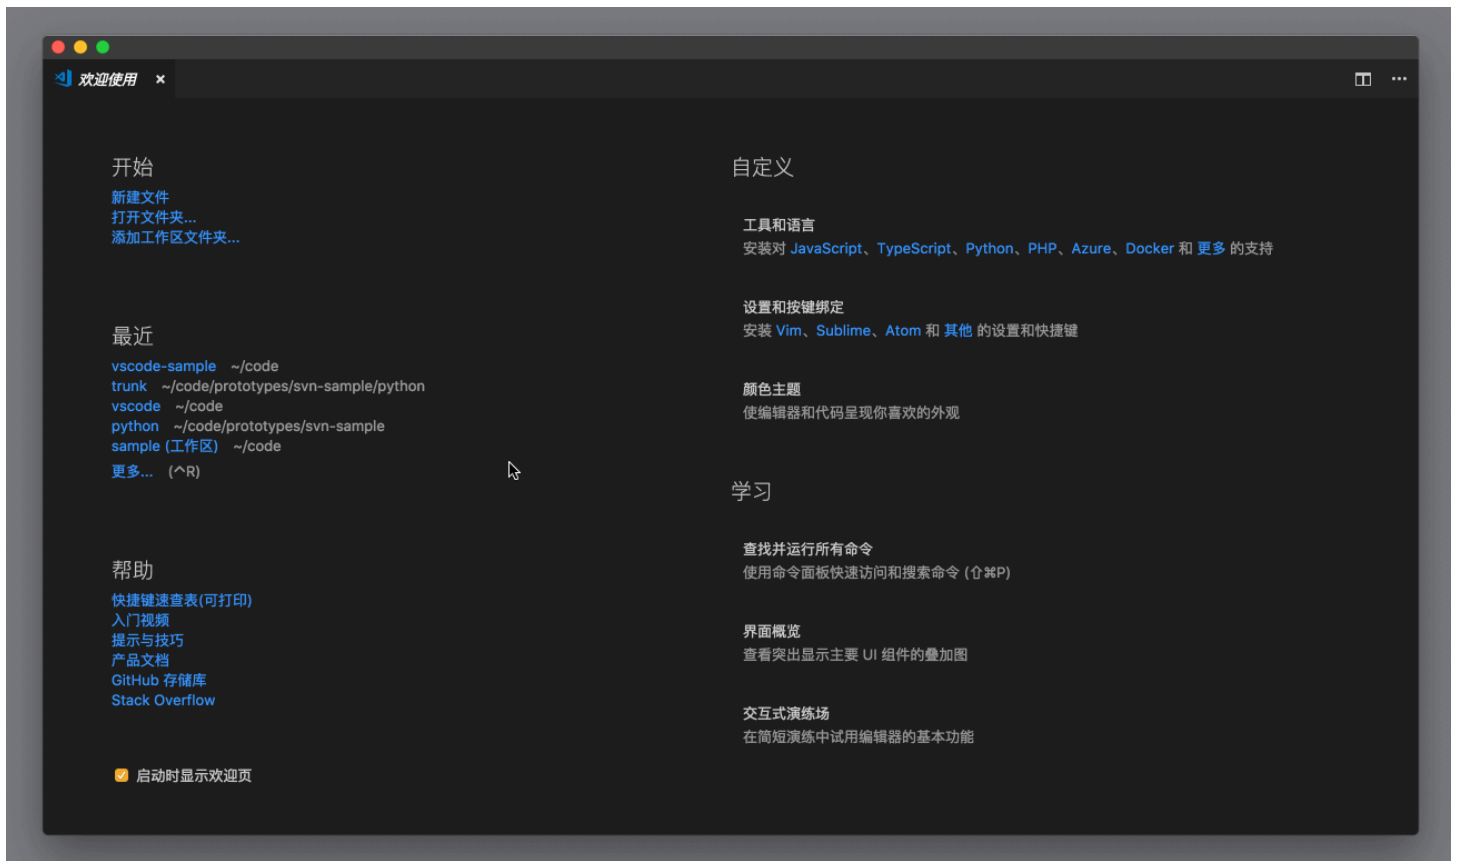 欢迎使用
开始
新建文件
打开文件夹...
添加工作区文件夹...
最近
vscode-sample ~/code
trunk ~/code/prototypes/svn-sample/python
vscode ~/code
python ~/code/prototypes/svn-sample
sample (工作区) ~/code
更多... (^R)
帮助
快捷键速查表(可打印)
入门视频
提示与技巧
产品文档
GitHub 存储库
Stack Overflow
启动时显示欢迎页
自定义
工具和语言
安装对 JavaScript、TypeScript、Python、PHP、Azure、Docker 和 更多 的支持
设置和按键绑定
安装 Vim、Sublime、Atom 和 其他 的设置和快捷键
颜色主题
使编辑器和代码呈现你喜欢的外观
学习
查找并运行所有命令
使用命令面板快速访问和搜索命令 (⇧⌘P)
界面概览
查看突出显示主要 UI 组件的叠加图
交互式演练场
在简短演练中试用编辑器的基本功能